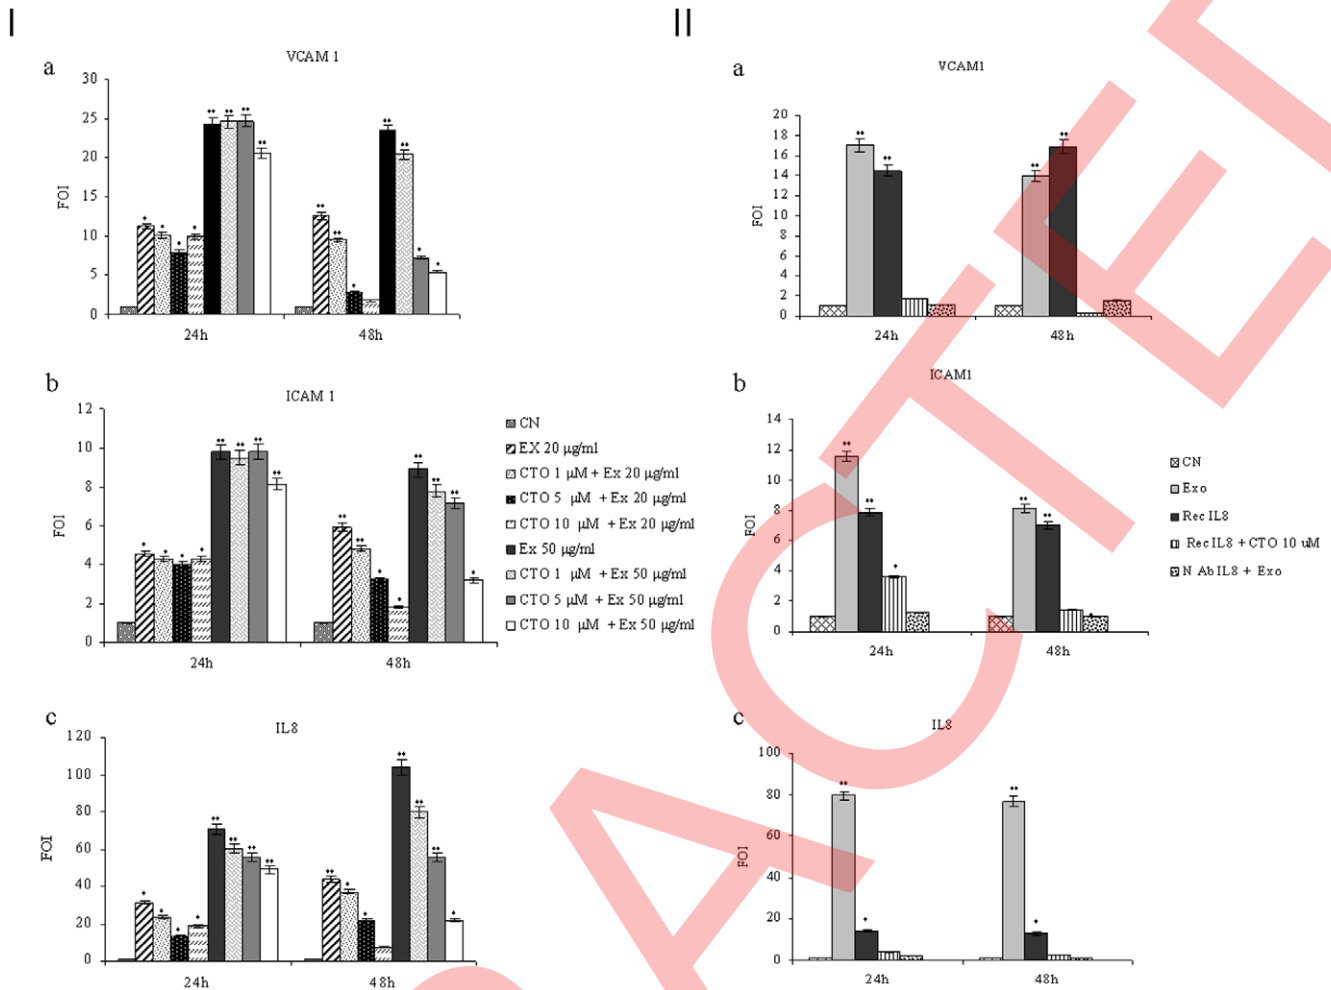 I
II
a
VCAM 1
30
25
20
15
10
5
0
FOI
24h
48h
b
ICAM 1
12
10
8
6
4
2
0
FOI
24h
48h
CN
EX 20 µg/ml
CTO 1 µM + Ex 20 µg/ml
CTO 5 µM + Ex 20 µg/ml
CTO 10 µM + Ex 20 µg/ml
Ex 50 µg/ml
CTO 1 µM + Ex 50 µg/ml
CTO 5 µM + Ex 50 µg/ml
CTO 10 µM + Ex 50 µg/ml
c
IL8
120
100
80
60
40
20
0
FOI
24h
48h
a
VCAM1
20
18
16
14
12
10
8
6
4
2
0
FOI
24h
48h
b
ICAM1
14
12
10
8
6
4
2
0
FOI
24h
48h
CN
Exo
Rec IL8
Rec IL8 + CTO 10 uM
N Ab IL8 + Exo
c
IL8
100
80
60
40
20
0
FOI
24h
48h